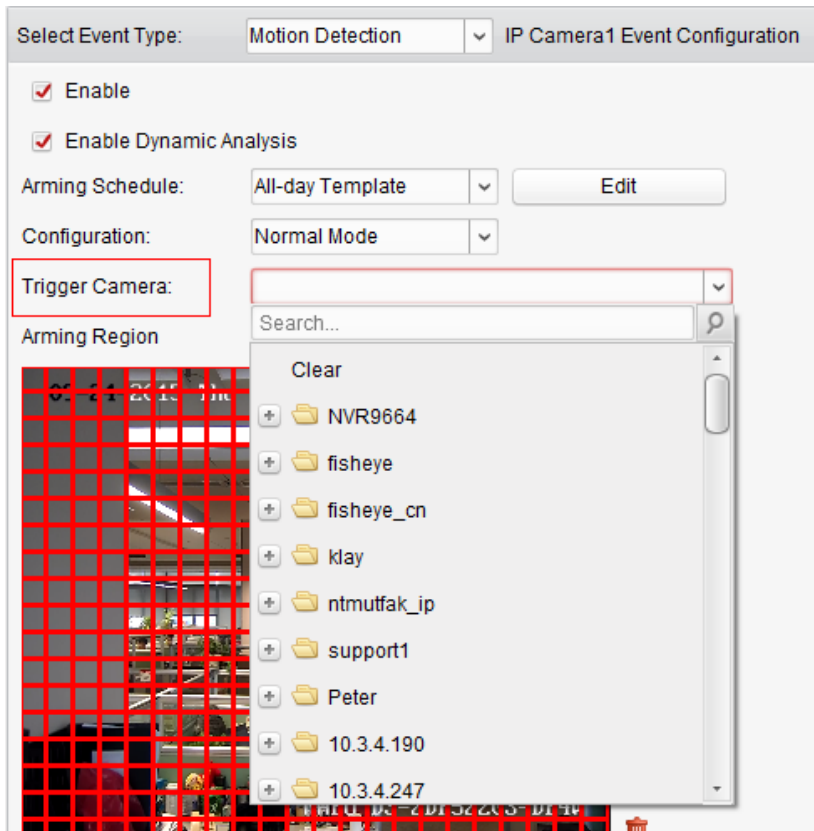 Select Event Type: Motion Detection IP Camera1 Event Configuration
Enable
Enable Dynamic Analysis
Arming Schedule: All-day Template Edit
Configuration: Normal Mode
Trigger Camera:
Search...
Arming Region
Clear
NVR9664
fisheye
fisheye_cn
klay
ntmutfak_ip
support1
Peter
10.3.4.190
10.3.4.247